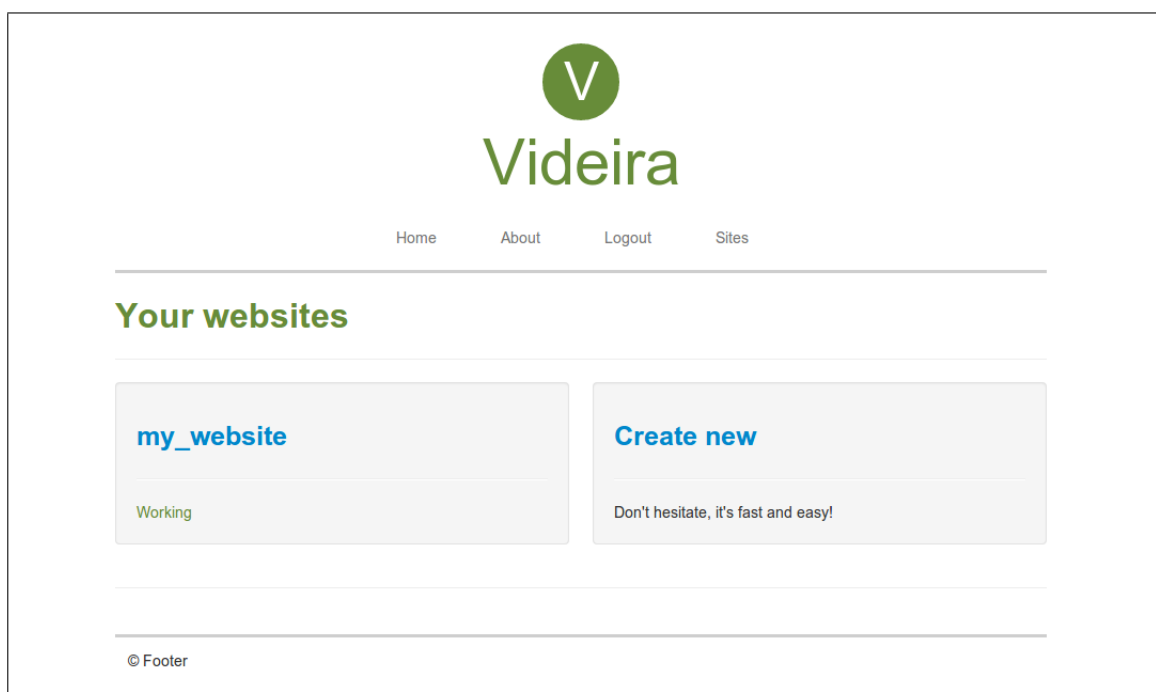 V
Videira
Home About Logout Sites
Your websites
my_website
Working
Create new
Don't hesitate, it's fast and easy!
© Footer